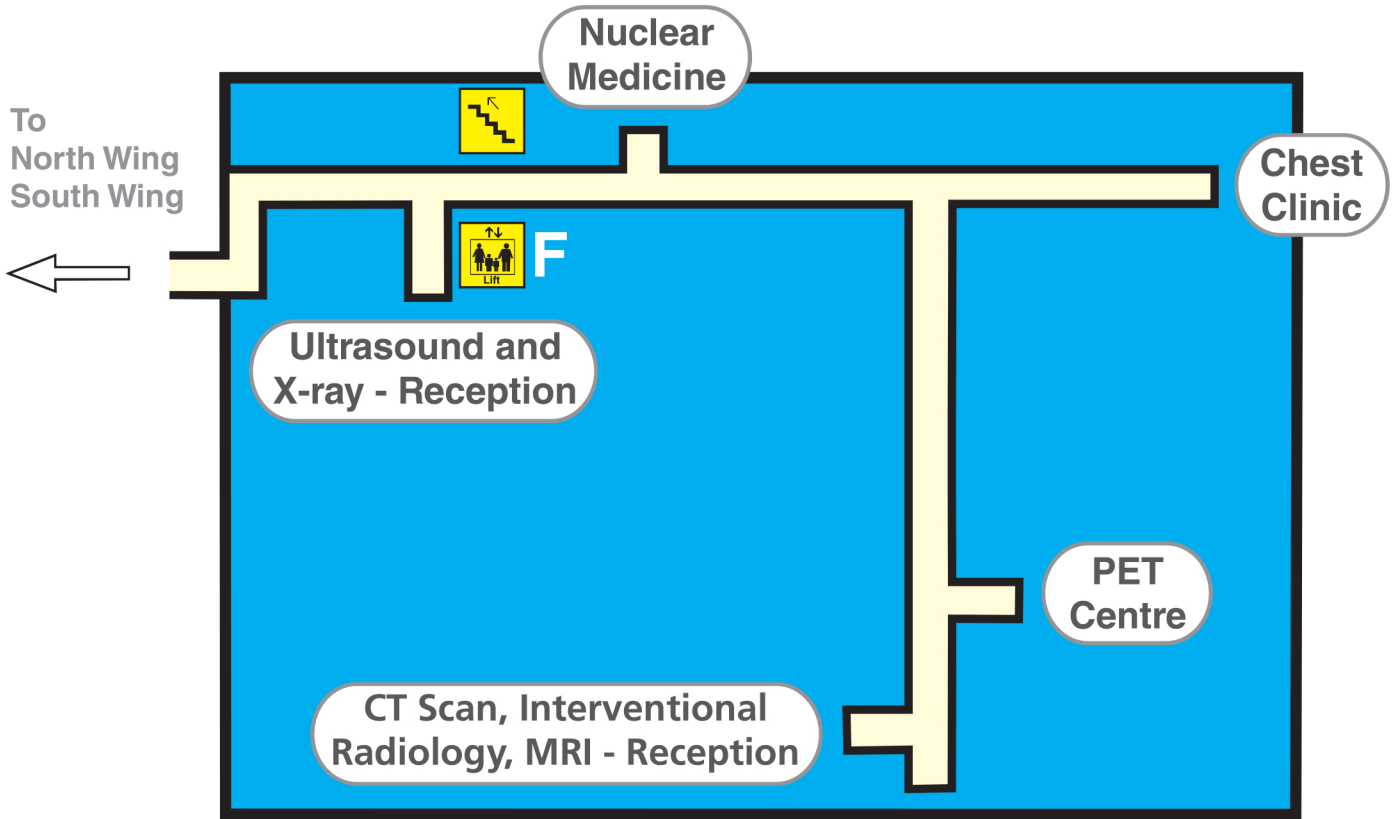 Nuclear
Medicine
To
North Wing
South Wing
Chest
Clinic
Lift
F
Ultrasound and
X-ray - Reception
PET
Centre
CT Scan, Interventional
Radiology, MRI - Reception